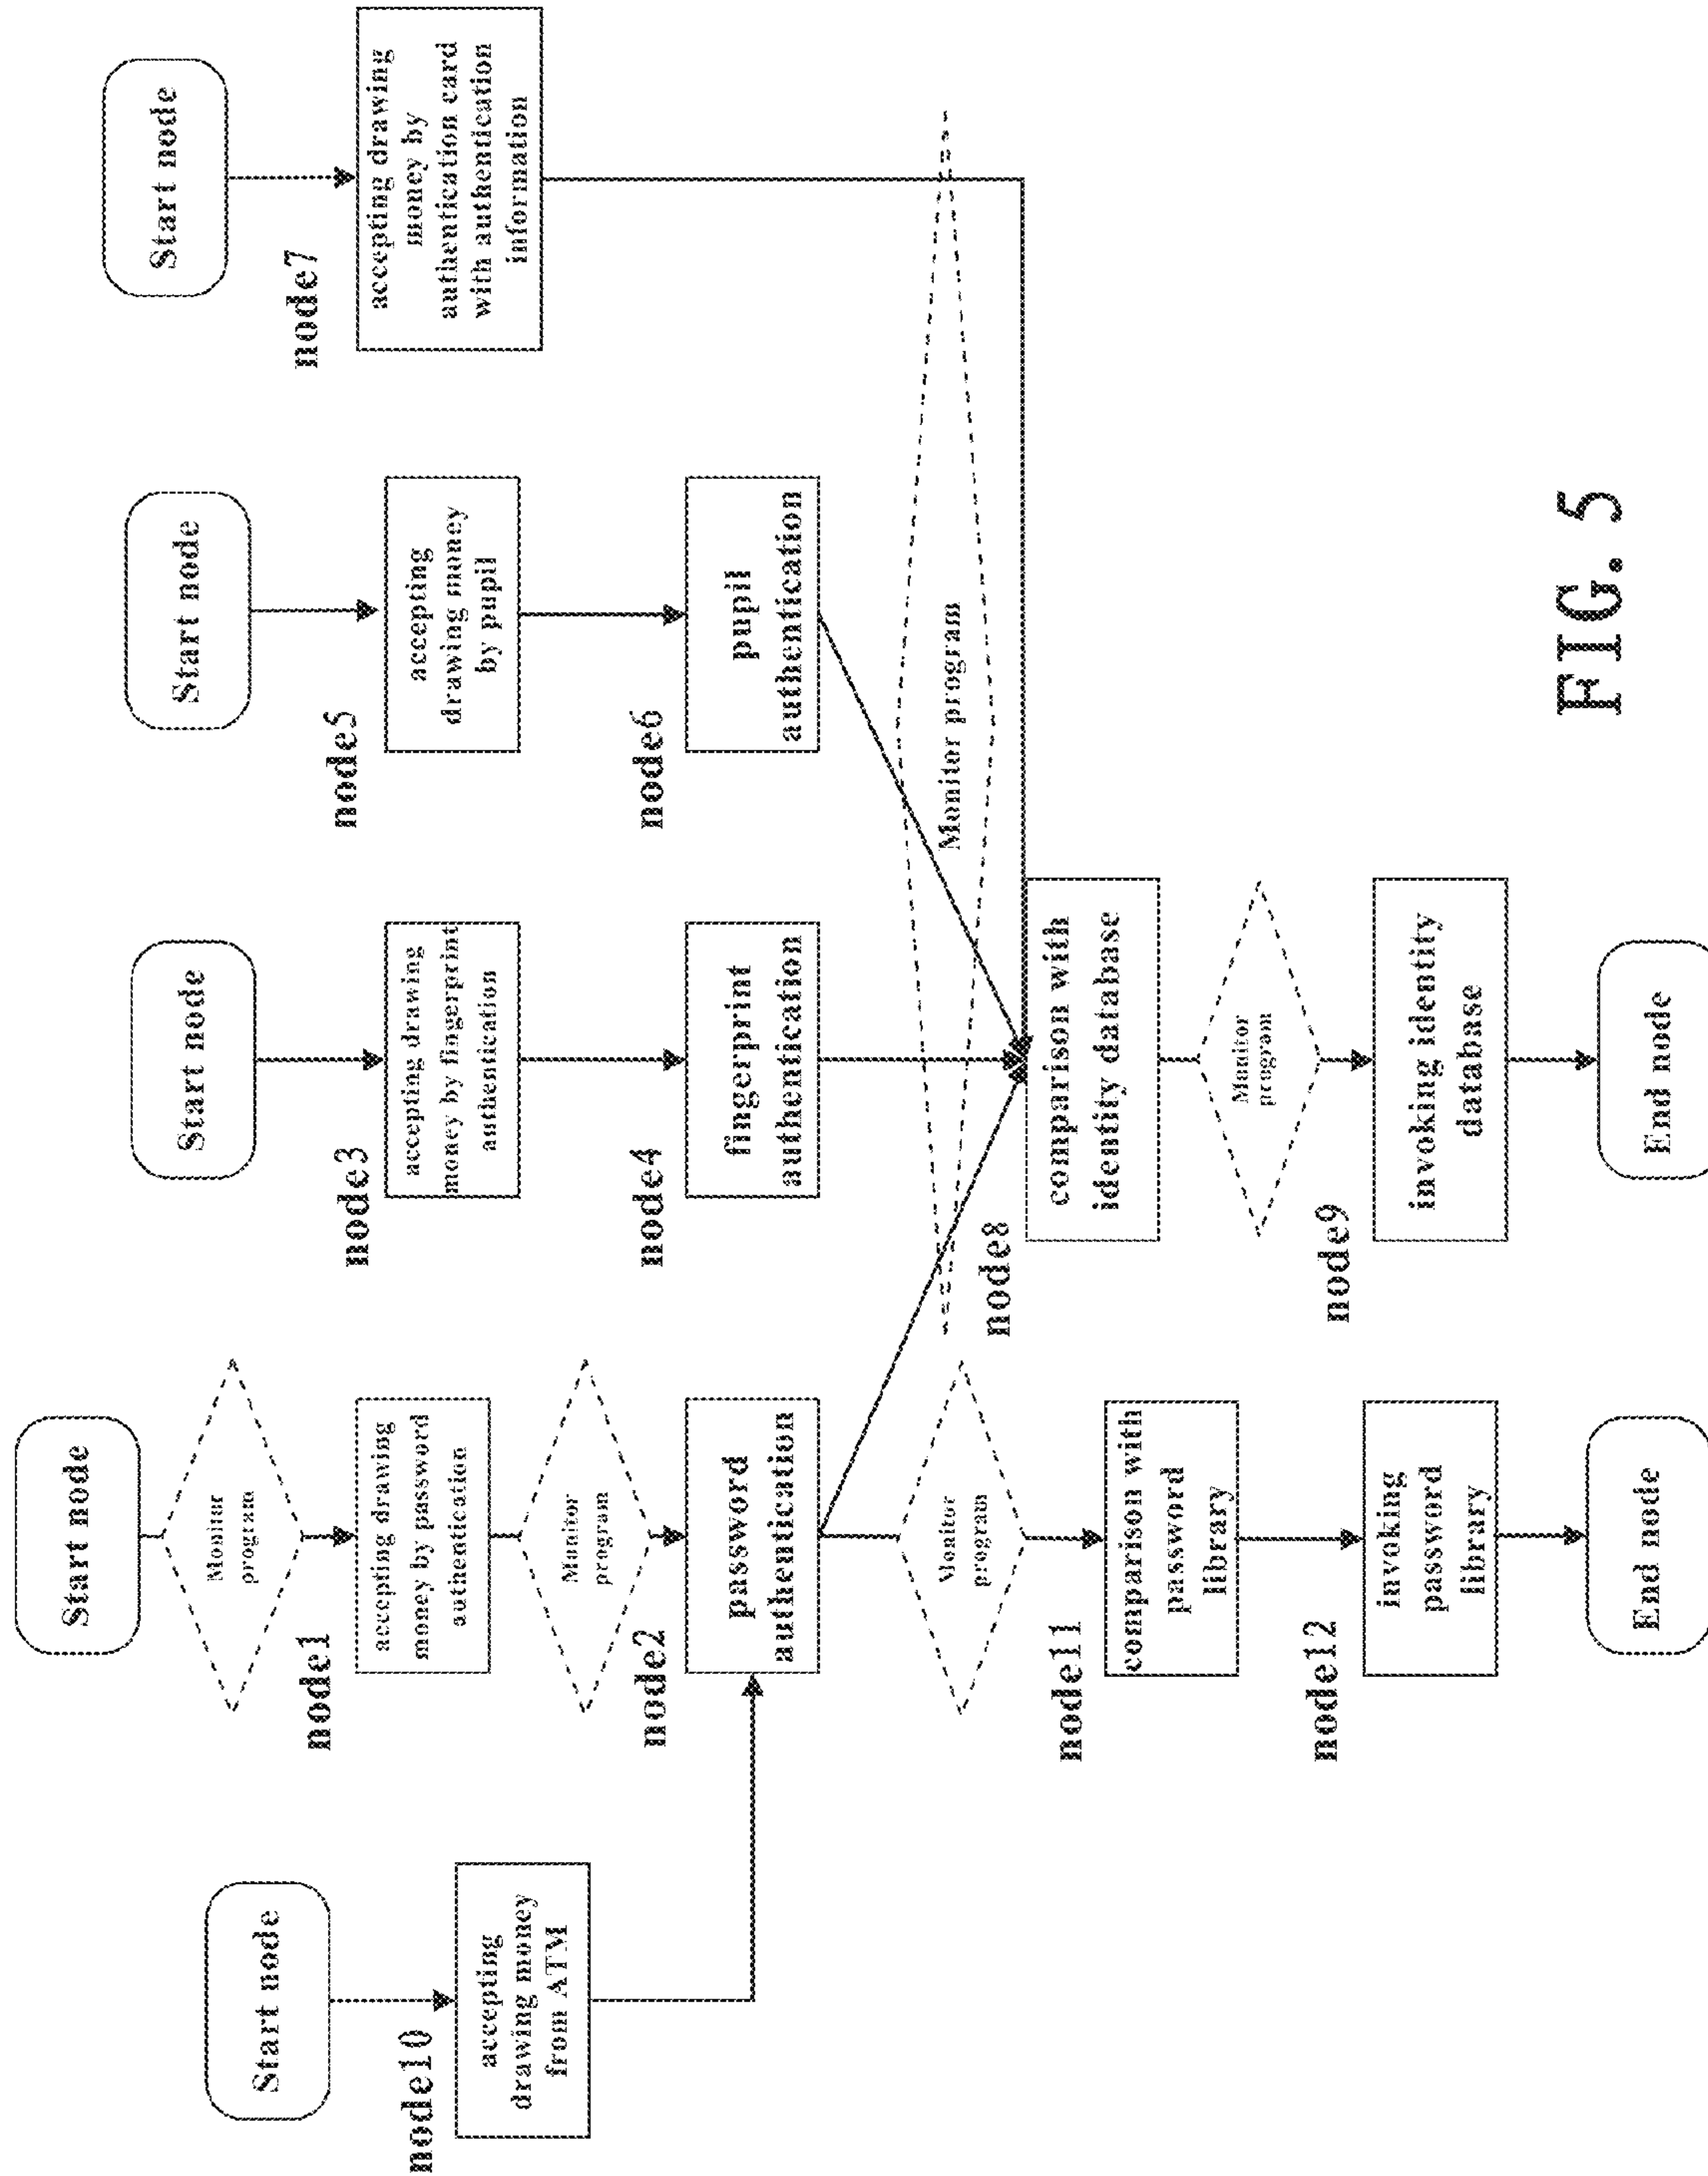 Start node
node10
accepting
drawing money
from ATM
Start node
Monitor
program
node1
accepting drawing
money by password
authentication
Monitor
program
node2
password
authentication
Monitor
program
node11
comparison with
password
library
node12
invoking
password
library
End node
Start node
node3
accepting drawing
money by fingerprint
authentication
node4
fingerprint
authentication
Start node
node5
accepting
drawing money
by pupil
node6
pupil
authentication
Start node
node7
accepting drawing
money by
authentication card
with authentication
information
Monitor program
node8
comparison with
identity database
Monitor
program
node9
invoking identity
database
End node
FIG. 5